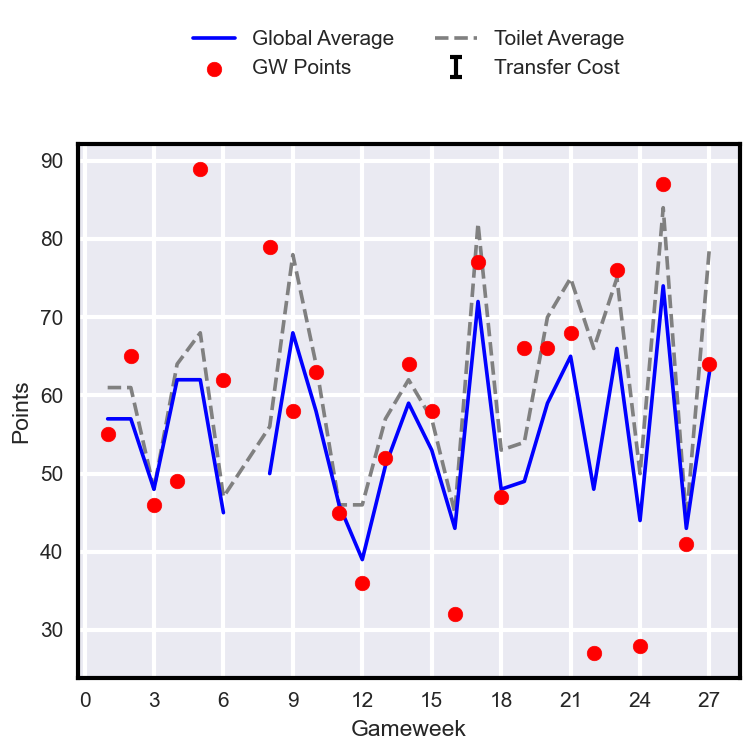 Global Average
Toilet Average
GW Points
Transfer Cost
90
80
70
60
50
40
30
Points
0 3 6 9 12 15 18 21 24 27
Gameweek